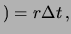 ) = rΔt ,